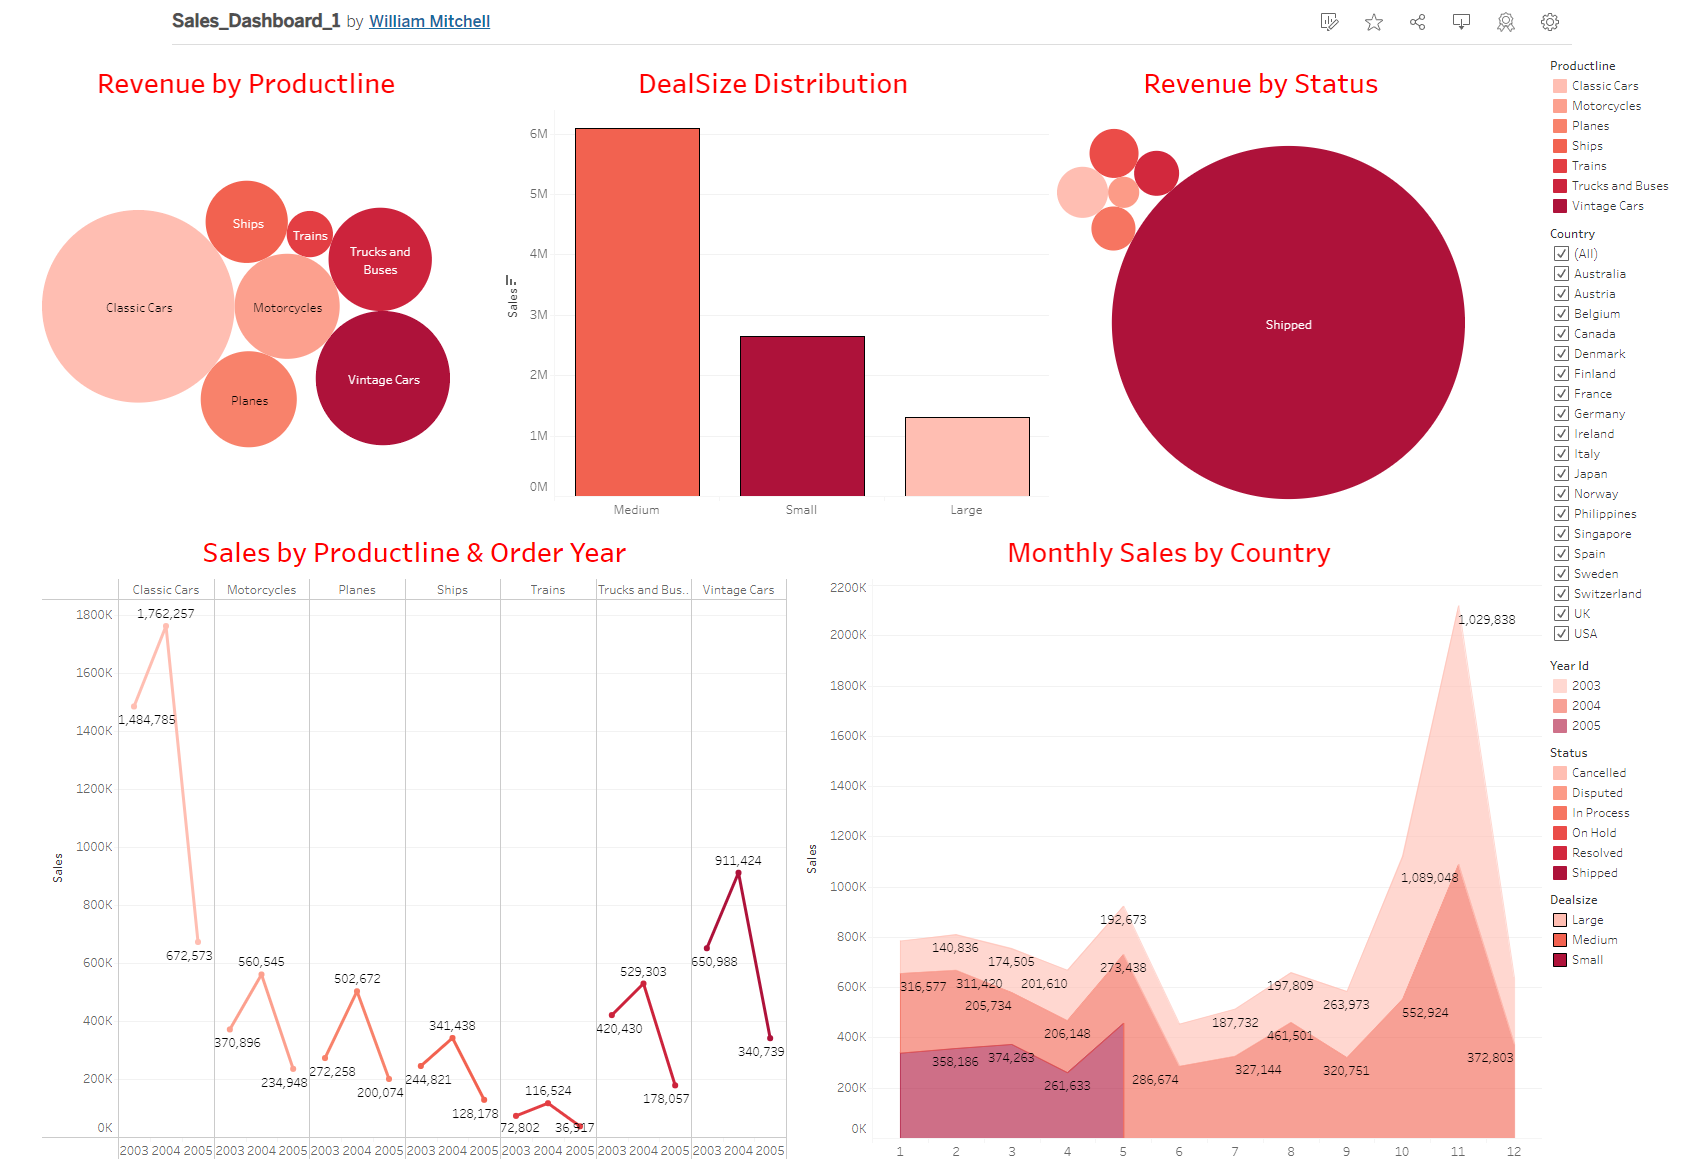 Sales_Dashboard_1 by William Mitchell
Revenue by Productline
Classic Cars
Ships
Trains
Trucks and
Buses
Motorcycles
Vintage Cars
Planes
DealSize Distribution
Sales
6M
5M
4M
3M
2M
1M
0M
Medium Small Large
Revenue by Status
Shipped
Productline
Classic Cars
Motorcycles
Planes
Ships
Trains
Trucks and Buses
Vintage Cars
Country
(All)
Australia
Austria
Belgium
Canada
Denmark
Finland
France
Germany
Ireland
Italy
Japan
Norway
Philippines
Singapore
Spain
Sweden
Switzerland
UK
USA
Year Id
2003
2004
2005
Status
Cancelled
Disputed
In Process
On Hold
Resolved
Shipped
Dealsize
Large
Medium
Small
Sales by Productline & Order Year
Classic Cars Motorcycles Planes Ships Trains Trucks and Bus.. Vintage Cars
Sales
1800K
1600K
1400K
1200K
1000K
800K
600K
400K
200K
0K
1,762,257
1,484,785
672,573
560,545
370,896
234,948
502,672
272,258
200,074
341,438
244,821
128,178
116,524
72,802
36,917
529,303
420,430
178,057
911,424
650,988
340,739
2003 2004 2005 2003 2004 2005 2003 2004 2005 2003 2004 2005 2003 2004 2005 2003 2004 2005 2003 2004 2005
Monthly Sales by Country
Sales
2200K
2000K
1800K
1600K
1400K
1200K
1000K
800K
600K
400K
200K
0K
1,029,838
1,089,048
192,673
140,836
174,505
273,438
316,577
311,420
201,610
205,734
197,809
263,973
552,924
187,732
206,148
461,501
358,186
374,263
372,803
327,144
320,751
286,674
261,633
1 2 3 4 5 6 7 8 9 10 11 12